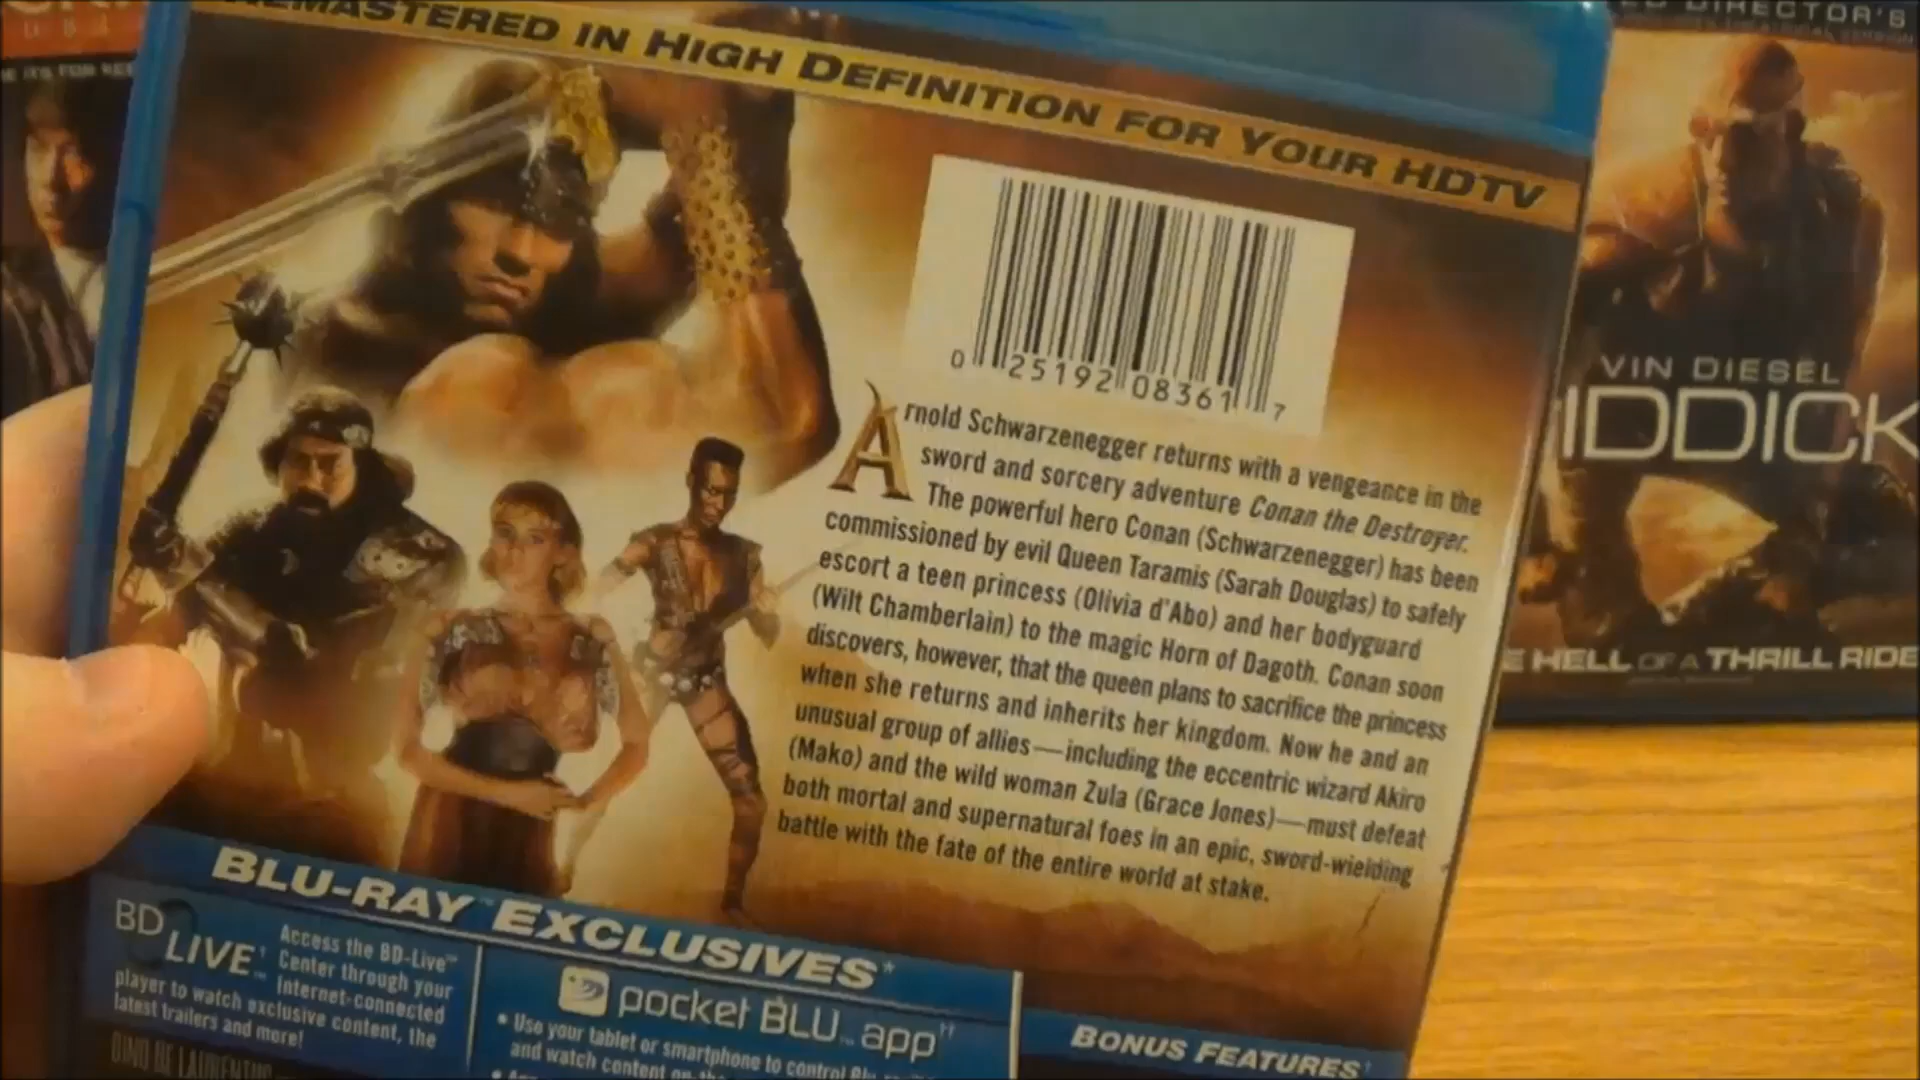 REMASTERED IN HIGH DEFINITION FOR YOUR HDTV
0 25192 08361 7
Arnold Schwarzenegger returns with a vengeance in the
sword and sorcery adventure Conan the Destroyer.
The powerful hero Conan (Schwarzenegger) has been
commissioned by evil Queen Taramis (Sarah Douglas) to safely
escort a teen princess (Olivia d'Abo) and her bodyguard
(Wilt Chamberlain) to the magic Horn of Dagoth. Conan soon
discovers, however, that the queen plans to sacrifice the princess
when she returns and inherits her kingdom. Now he and an
unusual group of allies—including the eccentric wizard Akiro
(Mako) and the wild woman Zula (Grace Jones)—must defeat
both mortal and supernatural foes in an epic, sword-wielding
battle with the fate of the entire world at stake.
BLU-RAY™ EXCLUSIVES*
BD LIVE™
Access the BD-Live™
Center through your
Internet-connected
player to watch exclusive content, the
latest trailers and more!
pocket BLU™ app††
• Use your tablet or smartphone to control
and watch content
BONUS FEATURES†
DINO DE LAURENTIIS
DIRECTOR'S
VIN DIESEL
IDDICK
HELL OF A THRILL RIDE